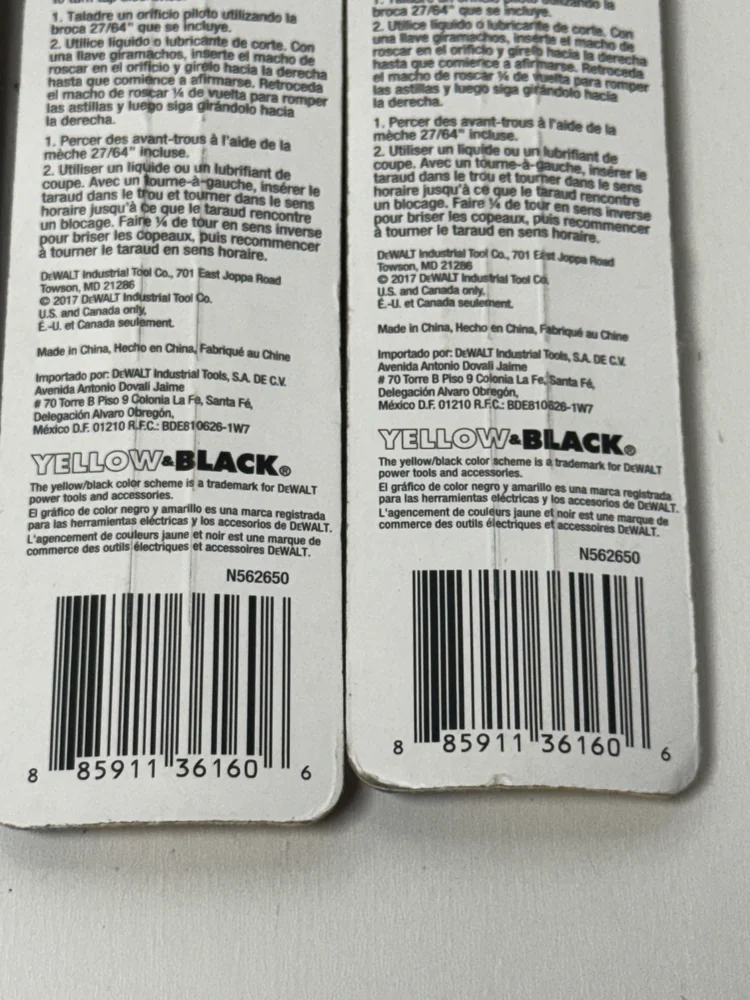 1. Taladre un orificio piloto utilizando la
broca 27/64" que se incluye.
2. Utilice líquido o lubricante de corte. Con
una llave giramachos, inserte el macho de
roscar en el orificio y gírelo hacia la derecha
hasta que comience a afirmarse. Retroceda
el macho de roscar ¼ de vuelta para romper
las astillas y luego siga girándolo hacia
la derecha.
1. Percer des avant-trous à l'aide de la
mèche 27/64" incluse.
2. Utiliser un liquide ou un lubrifiant de
coupe. Avec un tourne-à-gauche, insérer le
taraud dans le trou et tourner dans le sens
horaire jusqu'à ce que le taraud rencontre
un blocage. Faire ¼ de tour en sens inverse
pour briser les copeaux, puis recommencer
à tourner le taraud en sens horaire.
DEWALT Industrial Tool Co., 701 East Joppa Road
Towson, MD 21286
© 2017 DEWALT Industrial Tool Co.
U.S. and Canada only,
É.-U. et Canada seulement.
Made in China, Hecho en China, Fabriqué au Chine
Importado por: DEWALT Industrial Tools, S.A. DE C.V.
Avenida Antonio Dovali Jaime
# 70 Torre B Piso 9 Colonia La Fe, Santa Fé,
Delegación Alvaro Obregón,
México D.F. 01210 R.F.C.: BDE810626-1W7
YELLOW&BLACK®
The yellow/black color scheme is a trademark for DEWALT
power tools and accessories.
El gráfico de color negro y amarillo es una marca registrada
para las herramientas eléctricas y los accesorios de DEWALT.
L'agencement de couleurs jaune et noir est une marque de
commerce des outils électriques et accessoires DEWALT.
N562650
8 85911 36160 6
broca 27/64" que se incluye.
2. Utilice líquido o lubricante de corte. Con
una llave giramachos, inserte el macho de
roscar en el orificio y gírelo hacia la derecha
hasta que comience a afirmarse. Retroceda
el macho de roscar ¼ de vuelta para romper
las astillas y luego siga girándolo hacia
la derecha.
1. Percer des avant-trous à l'aide de la
mèche 27/64" incluse.
2. Utiliser un liquide ou un lubrifiant de
coupe. Avec un tourne-à-gauche, insérer le
taraud dans le trou et tourner dans le sens
horaire jusqu'à ce que le taraud rencontre
un blocage. Faire ¼ de tour en sens inverse
pour briser les copeaux, puis recommencer
à tourner le taraud en sens horaire.
DEWALT Industrial Tool Co., 701 East Joppa Road
Towson, MD 21286
© 2017 DEWALT Industrial Tool Co.
U.S. and Canada only,
É.-U. et Canada seulement.
Made in China, Hecho en China, Fabriqué au Chine
Importado por: DEWALT Industrial Tools, S.A. DE C.V.
Avenida Antonio Dovali Jaime
# 70 Torre B Piso 9 Colonia La Fe, Santa Fé,
Delegación Alvaro Obregón,
México D.F. 01210 R.F.C.: BDE810626-1W7
YELLOW&BLACK®
The yellow/black color scheme is a trademark for DEWALT
power tools and accessories.
El gráfico de color negro y amarillo es una marca registrada
para las herramientas eléctricas y los accesorios de DEWALT.
L'agencement de couleurs jaune et noir est une marque de
commerce des outils électriques et accessoires DEWALT.
N562650
8 85911 36160 6